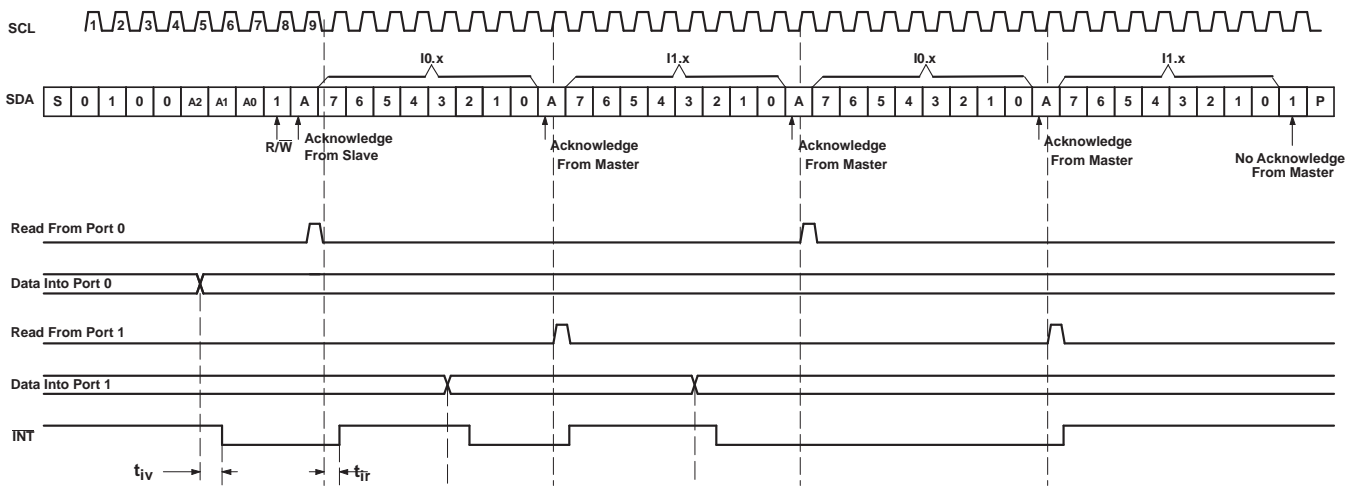 SCL 1 2 3 4 5 6 7 8 9
I0.x I1.x I0.x I1.x
SDA S 0 1 0 0 A2 A1 A0 1 A 7 6 5 4 3 2 1 0 A 7 6 5 4 3 2 1 0 A 7 6 5 4 3 2 1 0 A 7 6 5 4 3 2 1 0 1 P
R/W
Acknowledge
From Slave
Acknowledge
From Master
Acknowledge
From Master
Acknowledge
From Master
No Acknowledge
From Master
Read From Port 0
Data Into Port 0
Read From Port 1
Data Into Port 1
INT
tiv
tir